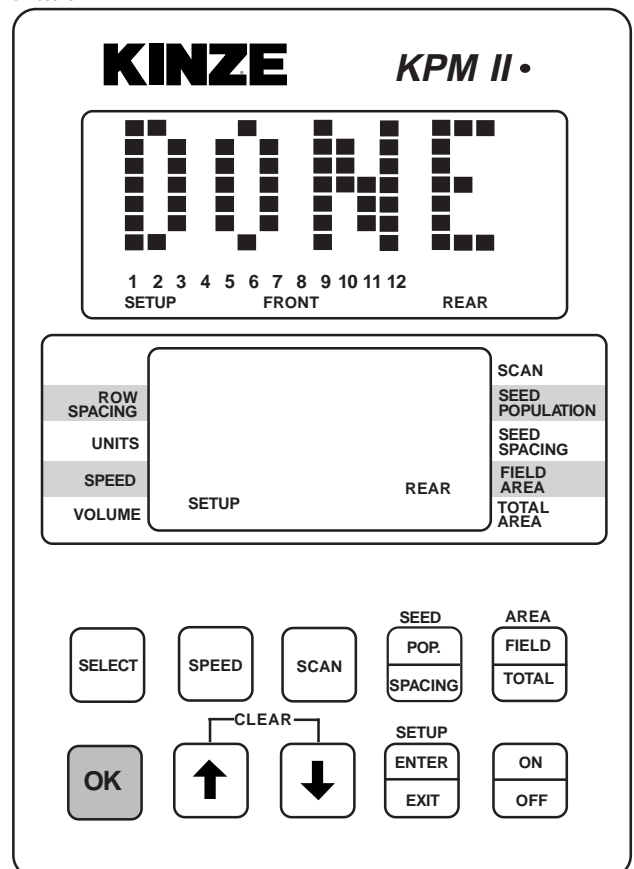 KINZE KPM II •
DONE
1 2 3 4 5 6 7 8 9 10 11 12
SETUP FRONT REAR
SCAN
ROW SPACING
SEED POPULATION
UNITS
SEED SPACING
SPEED
FIELD AREA
SETUP REAR
VOLUME
TOTAL AREA
SEED AREA
SELECT SPEED SCAN POP. FIELD
SPACING TOTAL
CLEAR SETUP
OK ENTER ON
EXIT OFF